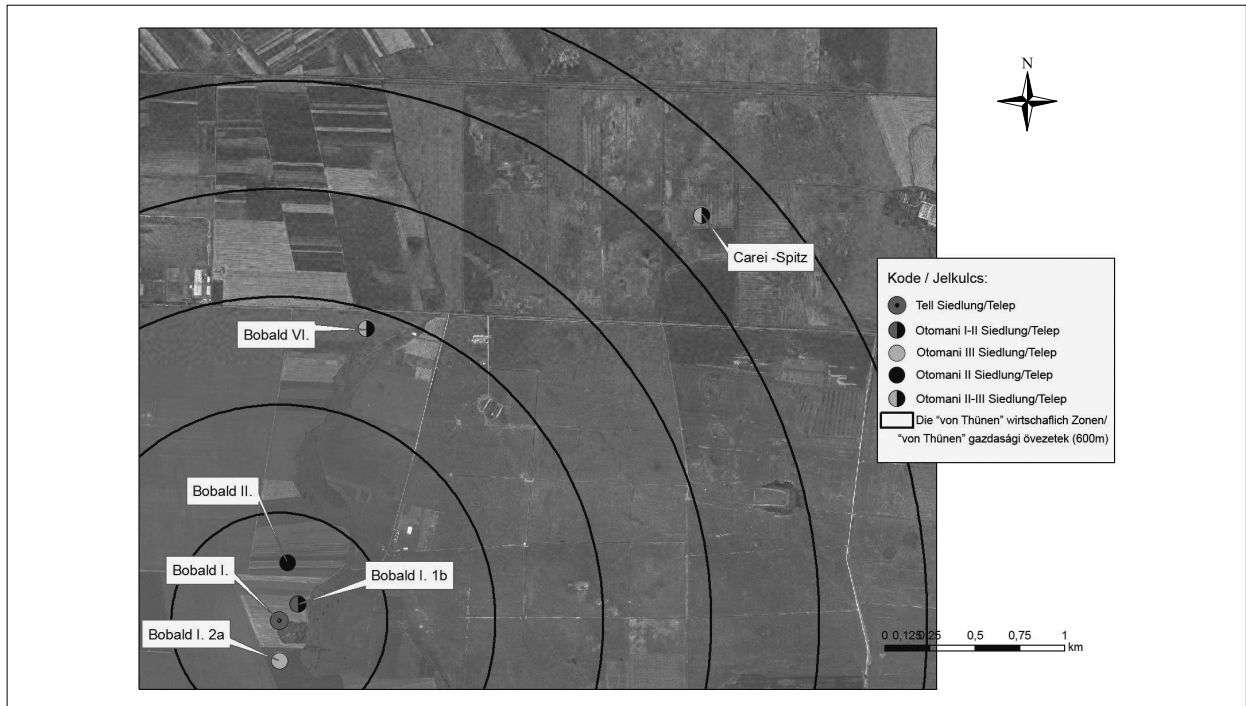 N
Carei -Spitz
Kode / Jelkulcs:
Tell Siedlung/Telep
Otomani I-II Siedlung/Telep
Otomani III Siedlung/Telep
Otomani II Siedlung/Telep
Otomani II-III Siedlung/Telep
Die "von Thünen" wirtschaflich Zonen/
"von Thünen" gazdasági övezetek (600m)
Bobald VI.
Bobald II.
Bobald I.
Bobald I. 1b
Bobald I. 2a
0 0,125 0,25 0,5 0,75 1
km